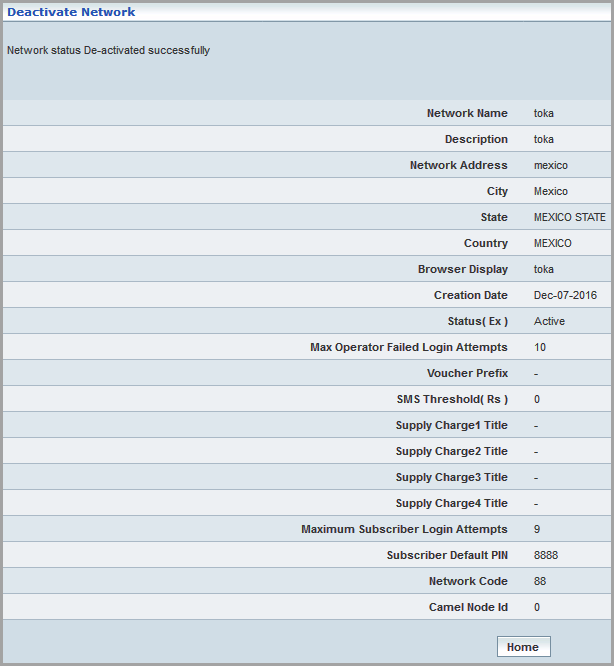 Deactivate Network
Network status De-activated successfully
Network Name toka
Description toka
Network Address mexico
City Mexico
State MEXICO STATE
Country MEXICO
Browser Display toka
Creation Date Dec-07-2016
Status( Ex ) Active
Max Operator Failed Login Attempts 10
Voucher Prefix -
SMS Threshold( Rs ) 0
Supply Charge1 Title -
Supply Charge2 Title -
Supply Charge3 Title -
Supply Charge4 Title -
Maximum Subscriber Login Attempts 9
Subscriber Default PIN 8888
Network Code 88
Camel Node Id 0
Home